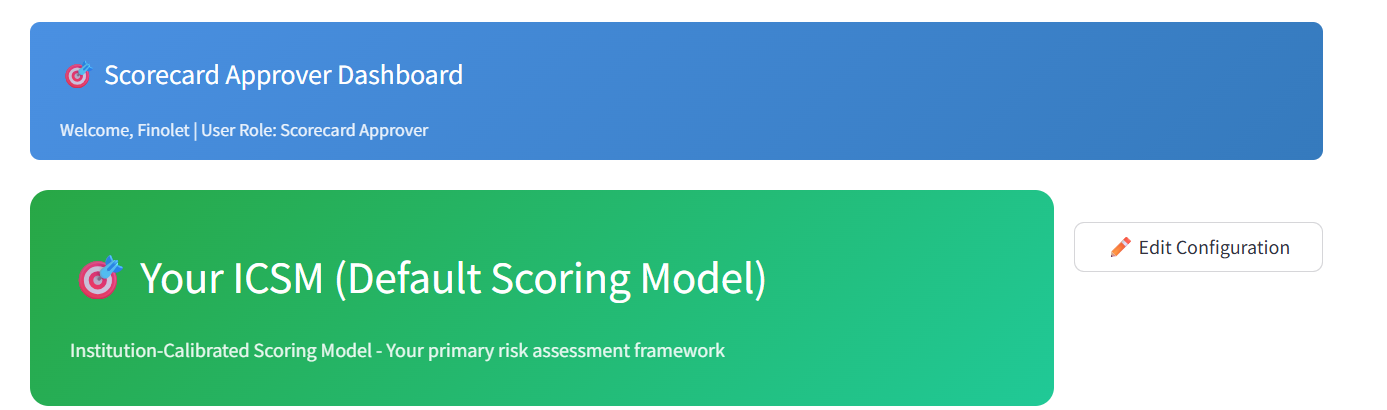 Scorecard Approver Dashboard
Welcome, Finolet | User Role: Scorecard Approver
Your ICSM (Default Scoring Model)
Institution-Calibrated Scoring Model - Your primary risk assessment framework
Edit Configuration